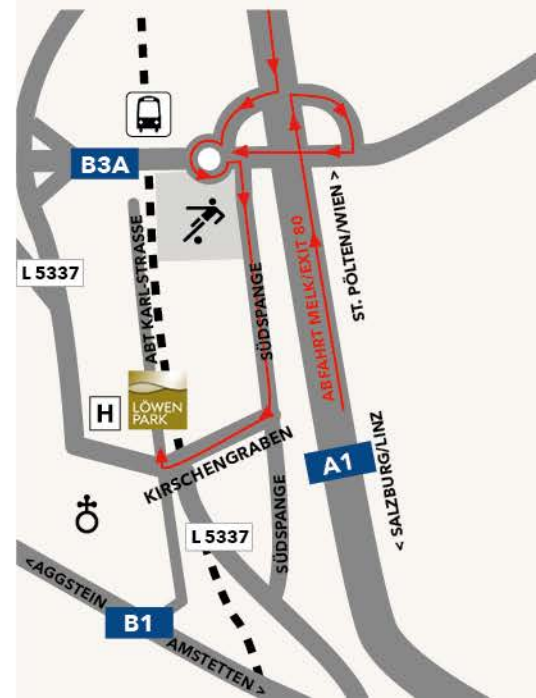 B3A
L 5337
ABT KARL-STRASSE
SÜDSPANGE
ABFAHRT MELK/EXIT 80
ST. PÖLTEN/WIEN >
H
LÖWEN
PARK
KIRSCHENGRABEN
A1
< SALZBURG/LINZ
L 5337
SÜDSPANGE
<AGGSTEIN
B1
AMSTETTEN >